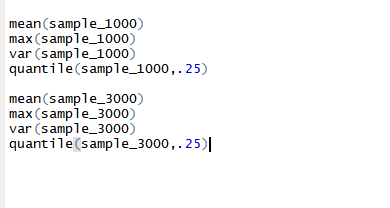 mean(sample_1000)
max(sample_1000)
var(sample_1000)
quantile(sample_1000,.25)
mean(sample_3000)
max(sample_3000)
var(sample_3000)
quantile(sample_3000,.25)